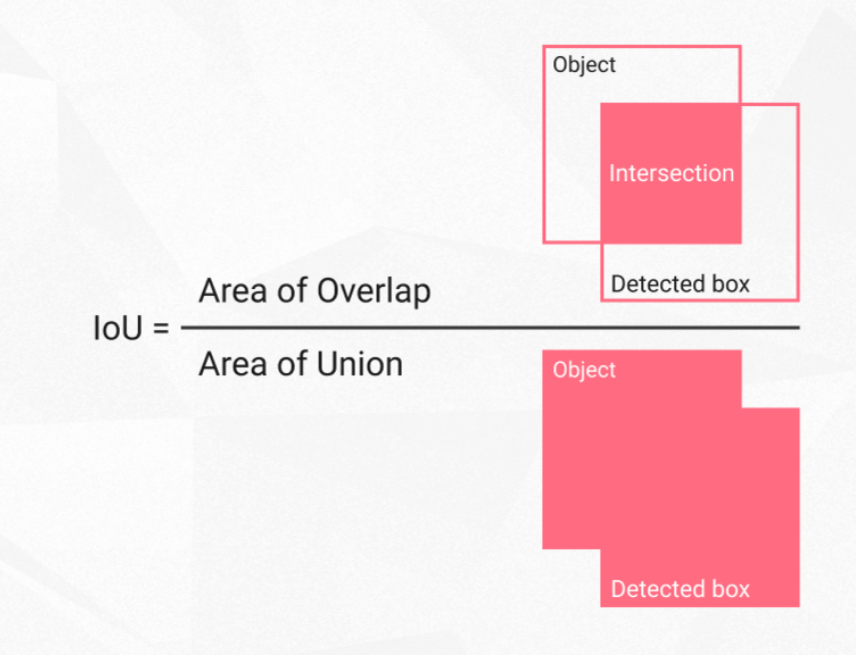 Object
Intersection
Detected box
Area of Overlap
IoU =
Area of Union
Object
Detected box